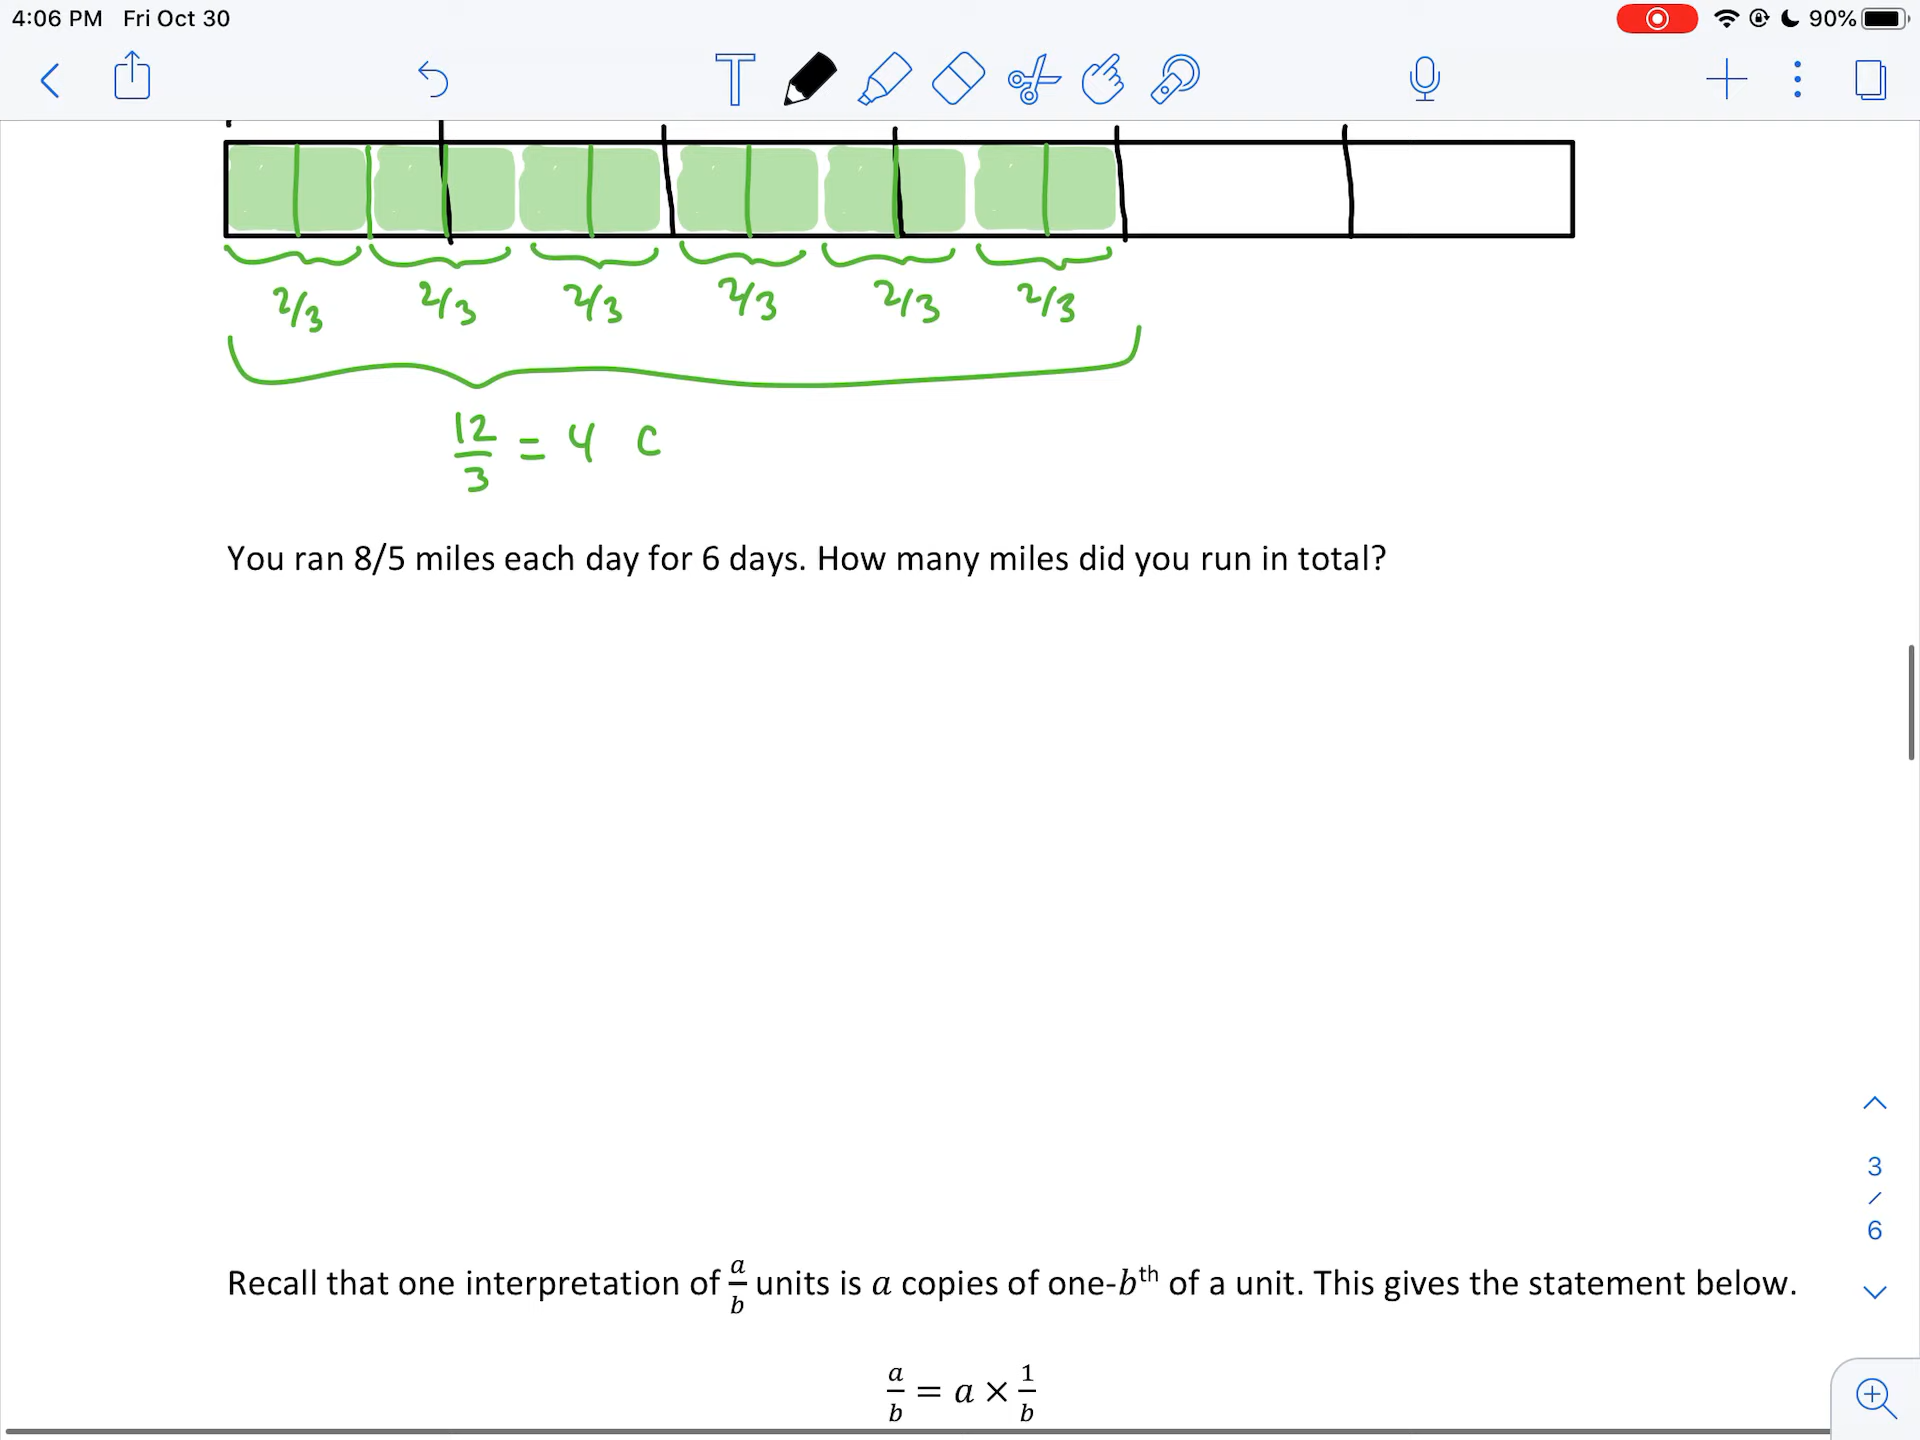 4:06 PM Fri Oct 30 90%
2/3 2/3 2/3 2/3 2/3 2/3
12/3 = 4 C
You ran 8/5 miles each day for 6 days. How many miles did you run in total?
3
/
6
Recall that one interpretation of a/b units is a copies of one-bᵗʰ of a unit. This gives the statement below.
a/b = a × 1/b